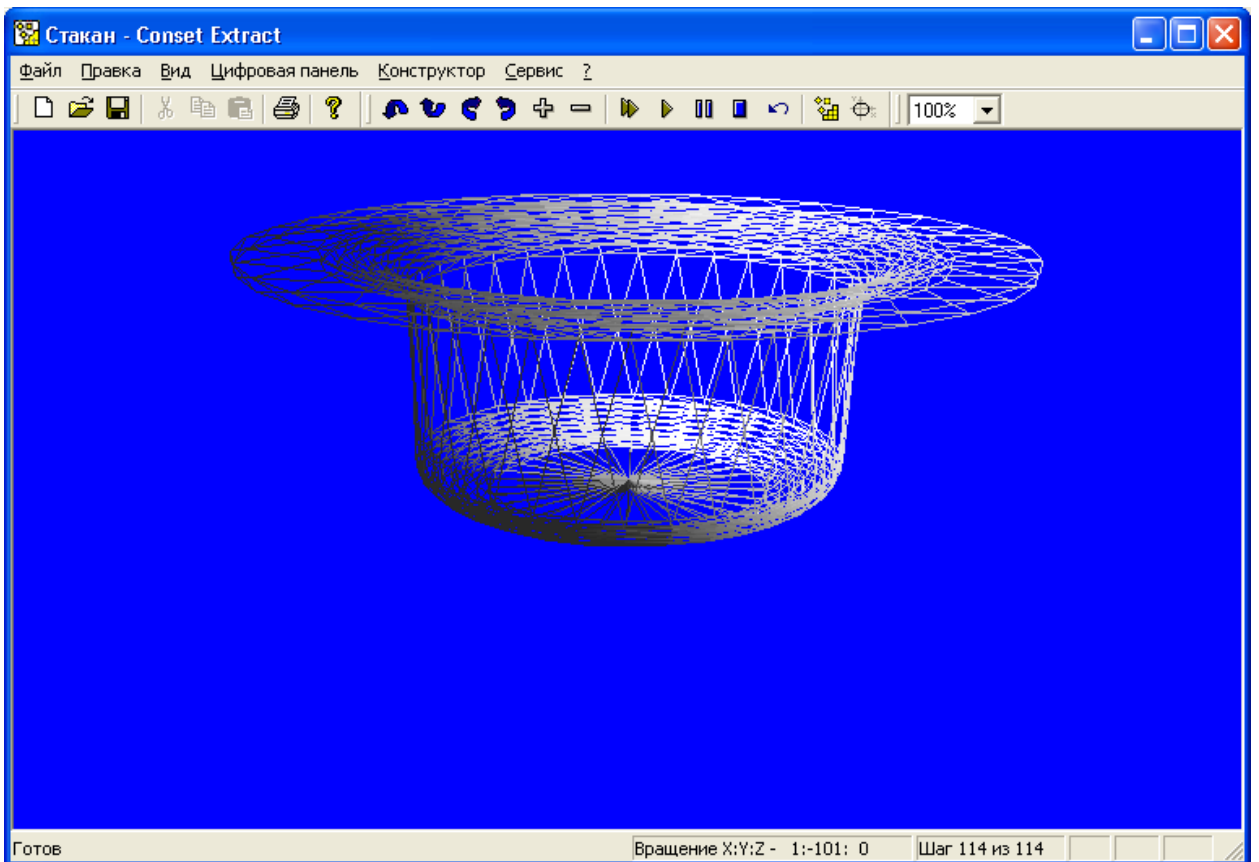 Стакан - Conset Extract
Файл Правка Вид Цифровая панель Конструктор Сервис ?
100%
Готов Вращение X:Y:Z - 1:-101: 0 Шаг 114 из 114